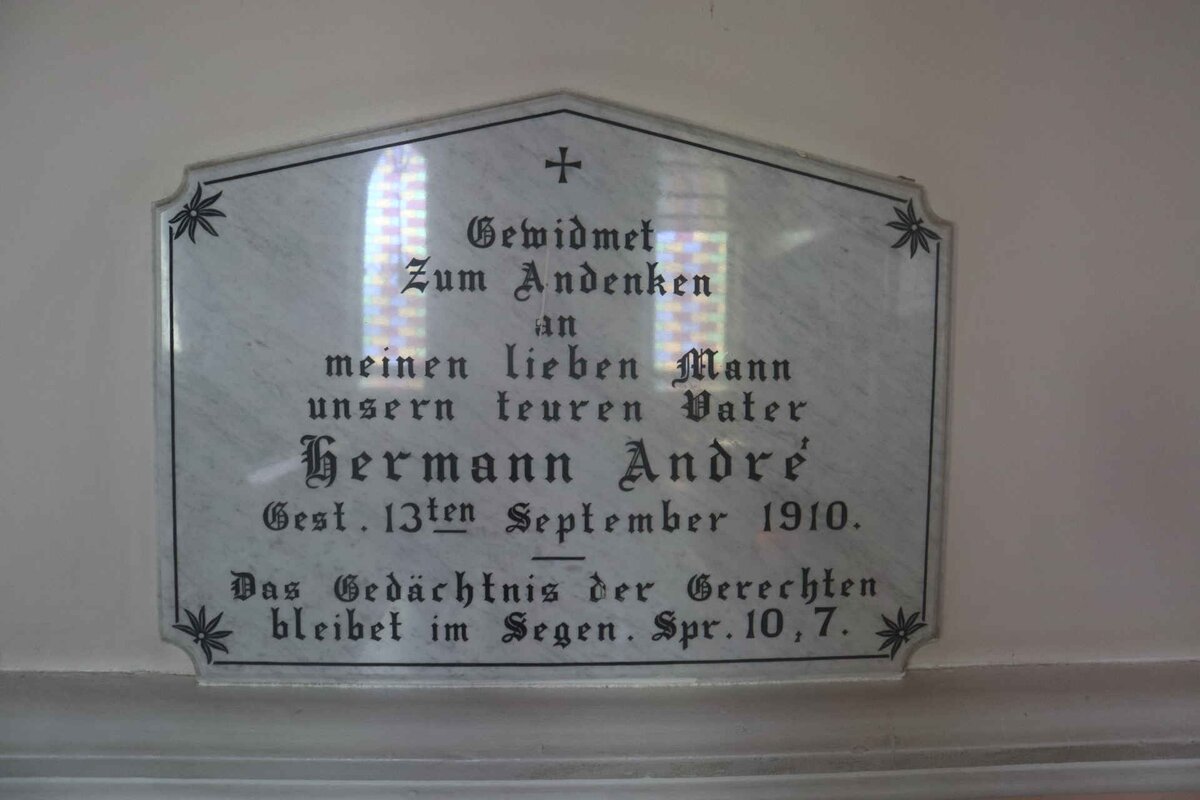 Gewidmet
Zum Andenken
an
meinen lieben Mann
unsern teuren Vater
Hermann André
Gest. 13ten September 1910.
Das Gedächtnis der Gerechten
bleibet im Segen. Spr. 10, 7.